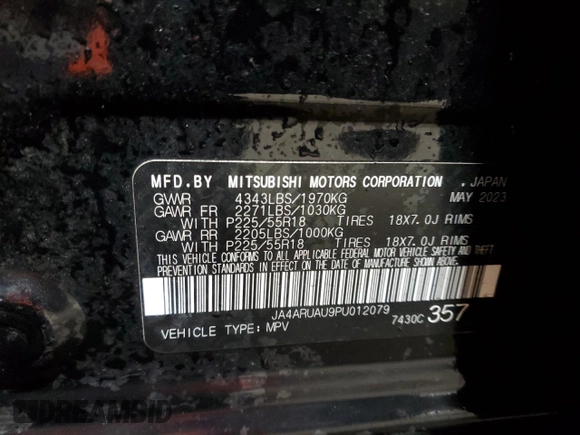 MFD.BY MITSUBISHI MOTORS CORPORATION . JAPAN
GVWR 4343LBS/1970KG MAY 2023
GAWR FR 2271LBS/1030KG
WITH P225/55R18 TIRES 18X7.0J RIMS
GAWR RR 2205LBS/1000KG
WITH P225/55R18 TIRES 18X7.0J RIMS
THIS VEHICLE CONFORMS TO ALL APPLICABLE FEDERAL MOTOR VEHICLE SAFETY AND THEFT
PREVENTION STANDARDS IN EFFECT ON THE DATE OF MANUFACTURE SHOWN ABOVE.
JA4ARUAU9PU012079
VEHICLE TYPE: MPV 7430C 357
DREAMBID